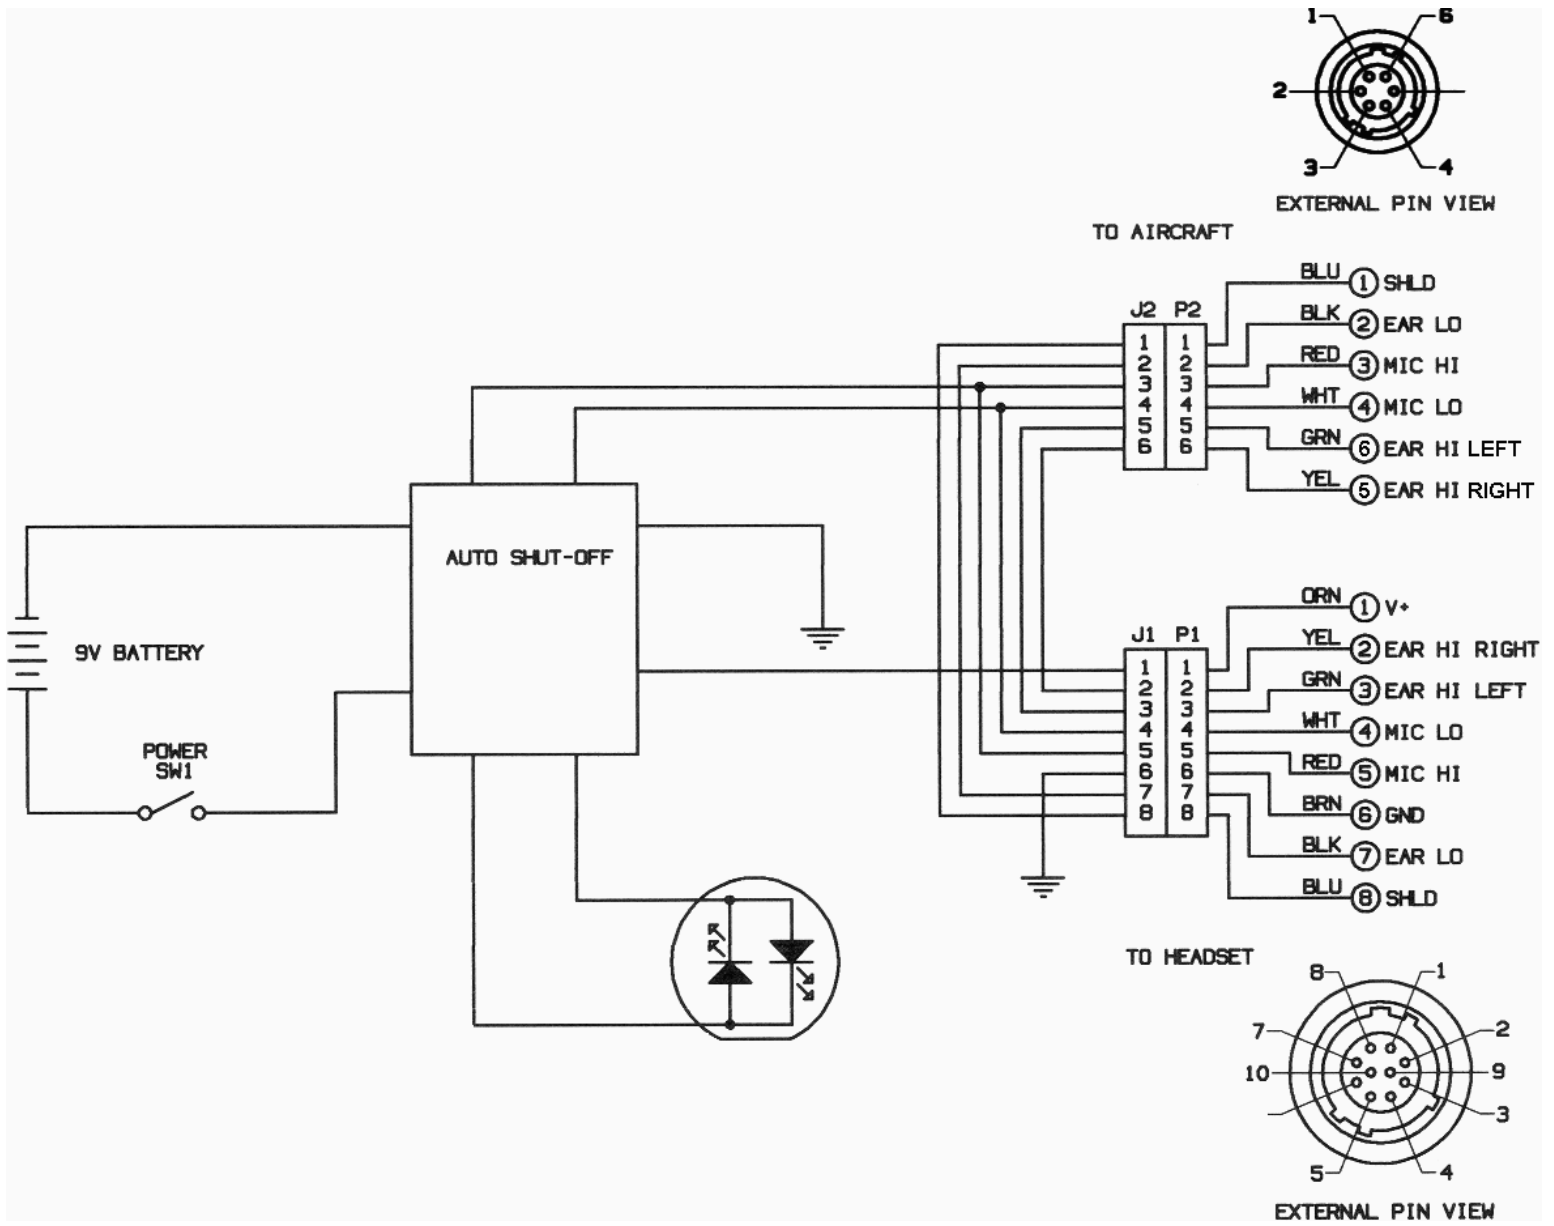 1 6
2
3 4
EXTERNAL PIN VIEW
TO AIRCRAFT
J2 P2
1 1 BLU 1 SHLD
2 2 BLK 2 EAR LO
3 3 RED 3 MIC HI
4 4 WHT 4 MIC LO
5 5 GRN 6 EAR HI LEFT
6 6 YEL 5 EAR HI RIGHT
AUTO SHUT-OFF
9V BATTERY
POWER
SW1
J1 P1
1 1 ORN 1 V+
2 2 YEL 2 EAR HI RIGHT
3 3 GRN 3 EAR HI LEFT
4 4 WHT 4 MIC LO
5 5 RED 5 MIC HI
6 6 BRN 6 GND
7 7 BLK 7 EAR LO
8 8 BLU 8 SHLD
TO HEADSET
8 1
7 2
10 9
3
5 4
EXTERNAL PIN VIEW